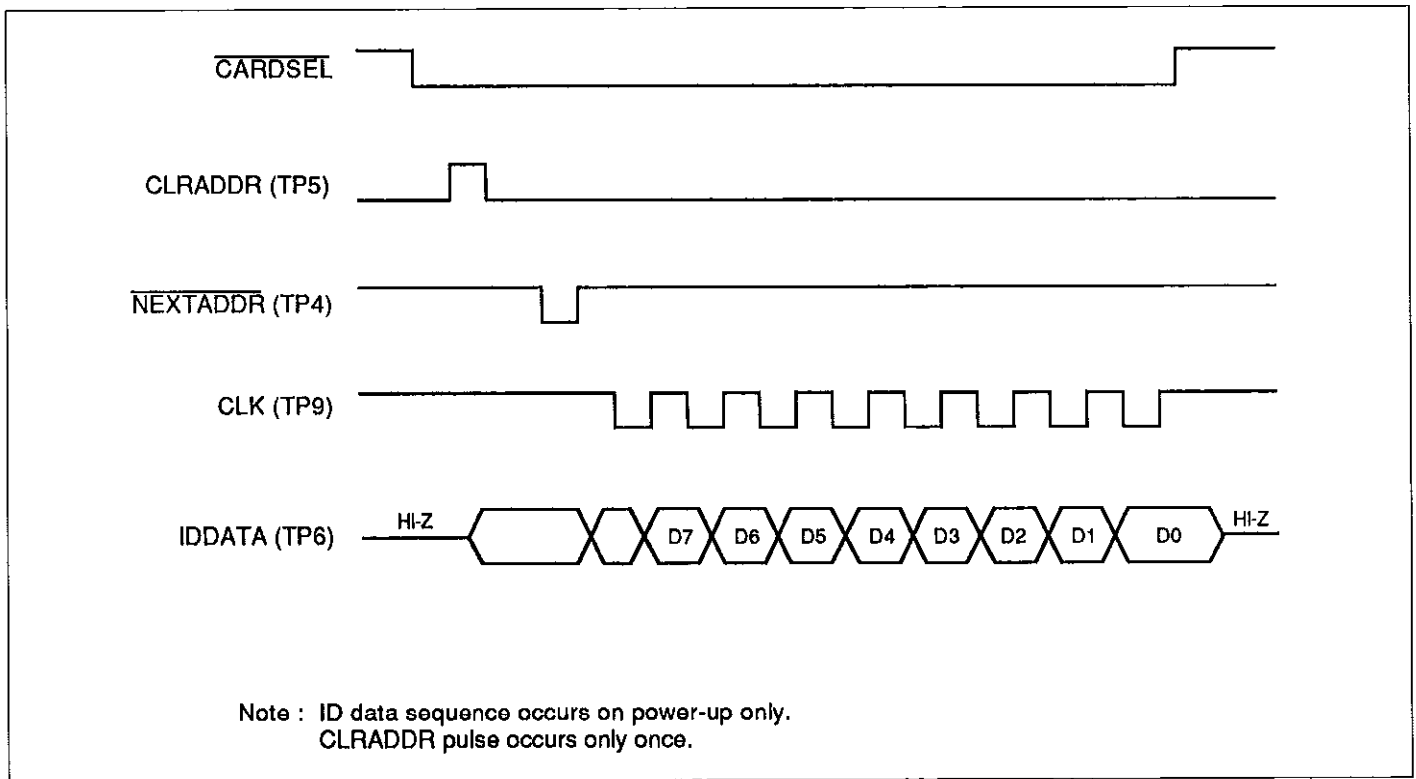 CARDSEL
CLRADDR (TP5)
NEXTADDR (TP4)
CLK (TP9)
HI-Z D7 D6 D5 D4 D3 D2 D1 D0 HI-Z
IDDATA (TP6)
Note : ID data sequence occurs on power-up only.
CLRADDR pulse occurs only once.